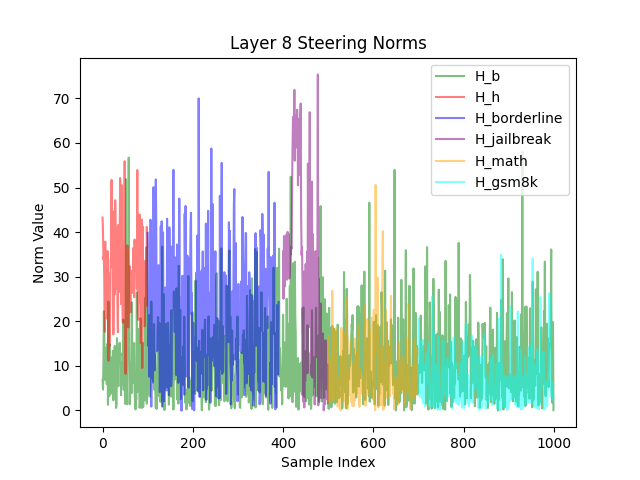 Layer 8 Steering Norms
H_b
H_h
H_borderline
H_jailbreak
H_math
H_gsm8k
Norm Value
70
60
50
40
30
20
10
0
0
200
400
600
800
1000
Sample Index